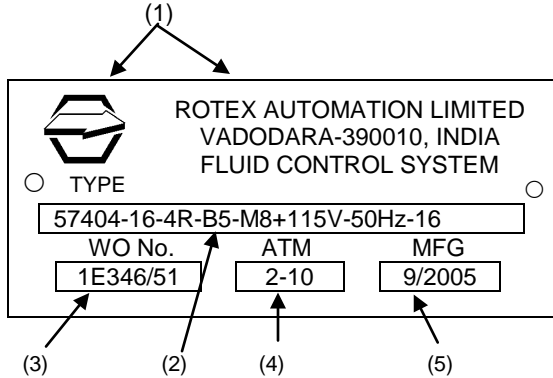 (1)
ROTEX AUTOMATION LIMITED
VADODARA-390010, INDIA
FLUID CONTROL SYSTEM
TYPE
57404-16-4R-B5-M8+115V-50Hz-16
WO No. ATM MFG
1E346/51 2-10 9/2005
(3) (2) (4) (5)